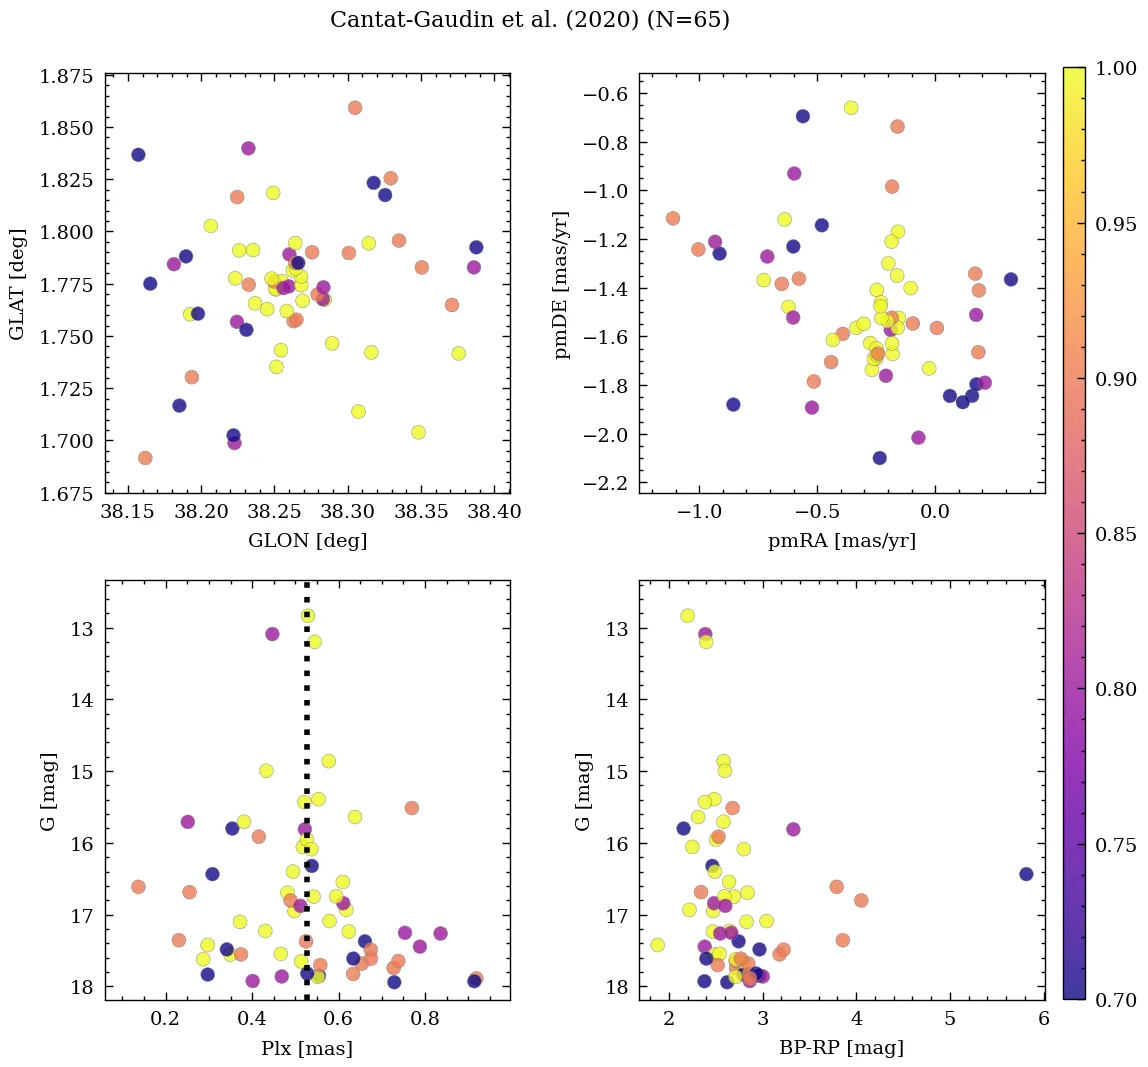 Cantat-Gaudin et al. (2020) (N=65)
1.875
1.850
1.825
1.800
1.775
1.750
1.725
1.700
1.675
GLAT [deg]
38.15 38.20 38.25 38.30 38.35 38.40
GLON [deg]
−0.6
−0.8
−1.0
−1.2
−1.4
−1.6
−1.8
−2.0
−2.2
pmDE [mas/yr]
−1.0 −0.5 0.0
pmRA [mas/yr]
13
14
15
16
17
18
G [mag]
0.2 0.4 0.6 0.8
Plx [mas]
13
14
15
16
17
18
G [mag]
2 3 4 5 6
BP-RP [mag]
1.00
0.95
0.90
0.85
0.80
0.75
0.70